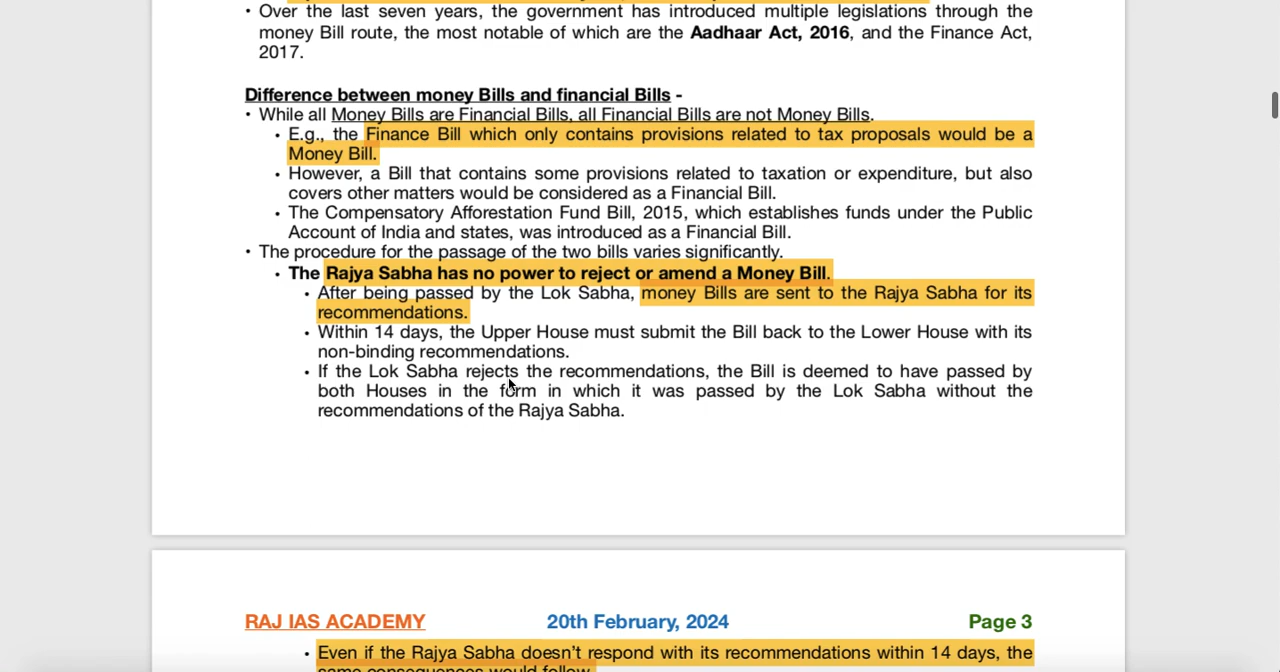 • Over the last seven years, the government has introduced multiple legislations through the
money Bill route, the most notable of which are the Aadhaar Act, 2016, and the Finance Act,
2017.
Difference between money Bills and financial Bills -
• While all Money Bills are Financial Bills, all Financial Bills are not Money Bills.
• E.g., the Finance Bill which only contains provisions related to tax proposals would be a
Money Bill.
• However, a Bill that contains some provisions related to taxation or expenditure, but also
covers other matters would be considered as a Financial Bill.
• The Compensatory Afforestation Fund Bill, 2015, which establishes funds under the Public
Account of India and states, was introduced as a Financial Bill.
• The procedure for the passage of the two bills varies significantly.
• The Rajya Sabha has no power to reject or amend a Money Bill.
• After being passed by the Lok Sabha, money Bills are sent to the Rajya Sabha for its
recommendations.
• Within 14 days, the Upper House must submit the Bill back to the Lower House with its
non-binding recommendations.
• If the Lok Sabha rejects the recommendations, the Bill is deemed to have passed by
both Houses in the form in which it was passed by the Lok Sabha without the
recommendations of the Rajya Sabha.
RAJ IAS ACADEMY 20th February, 2024 Page 3
• Even if the Rajya Sabha doesn't respond with its recommendations within 14 days, the
same consequences would follow.